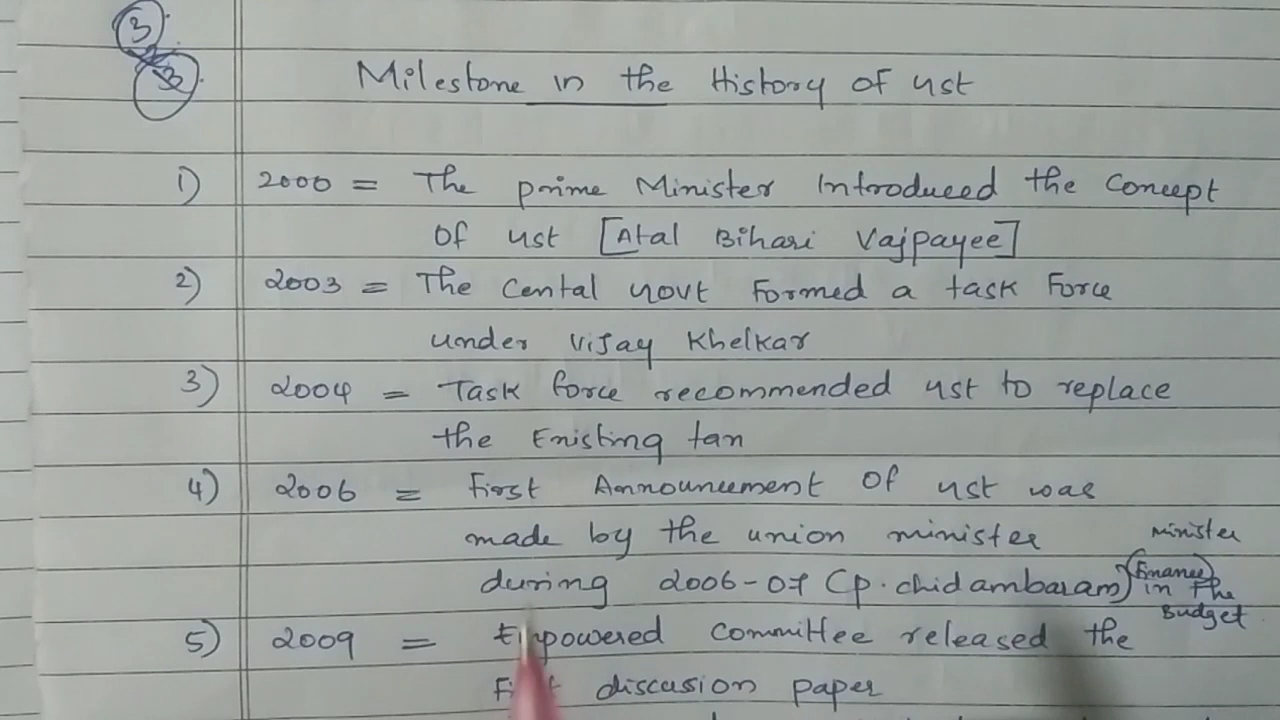 3
3
Milestone in the History of GST
1) 2000 = The prime Minister Introduced the Concept
Of GST [Atal Bihari Vajpayee]
2) 2003 = The Cental Govt Formed a task Force
under Vijay Khelkar
3) 2004 = Task force recommended GST to replace
the Existing tax
4) 2006 = First Announcement Of GST was
made by the union minister
during 2006-07 (p. chidambaram) (Finance) Minister in The Budget
5) 2009 = Empowered Committee released the
discusion paper